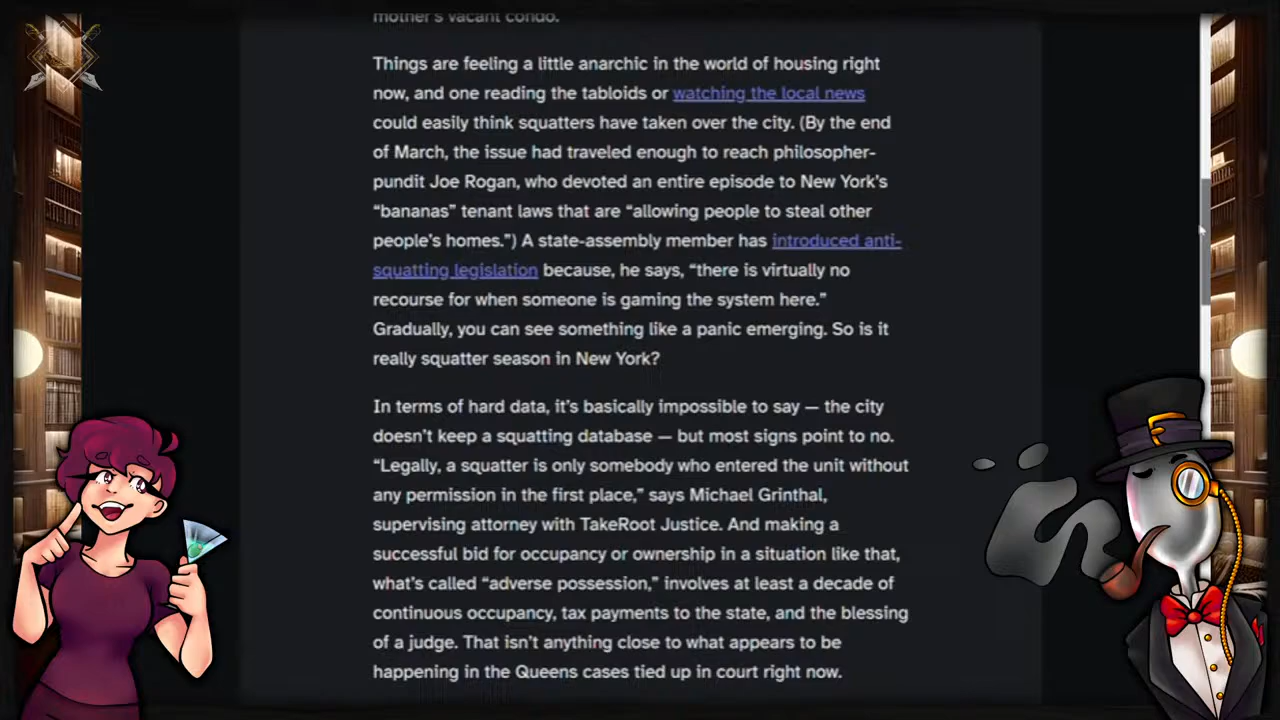 mother's vacant condo.
Things are feeling a little anarchic in the world of housing right
now, and one reading the tabloids or watching the local news
could easily think squatters have taken over the city. (By the end
of March, the issue had traveled enough to reach philosopher-
pundit Joe Rogan, who devoted an entire episode to New York’s
“bananas” tenant laws that are “allowing people to steal other
people’s homes.”) A state-assembly member has introduced anti-
squatting legislation because, he says, “there is virtually no
recourse for when someone is gaming the system here.”
Gradually, you can see something like a panic emerging. So is it
really squatter season in New York?
In terms of hard data, it’s basically impossible to say — the city
doesn’t keep a squatting database — but most signs point to no.
“Legally, a squatter is only somebody who entered the unit without
any permission in the first place,” says Michael Grinthal,
supervising attorney with TakeRoot Justice. And making a
successful bid for occupancy or ownership in a situation like that,
what’s called “adverse possession,” involves at least a decade of
continuous occupancy, tax payments to the state, and the blessing
of a judge. That isn’t anything close to what appears to be
happening in the Queens cases tied up in court right now.